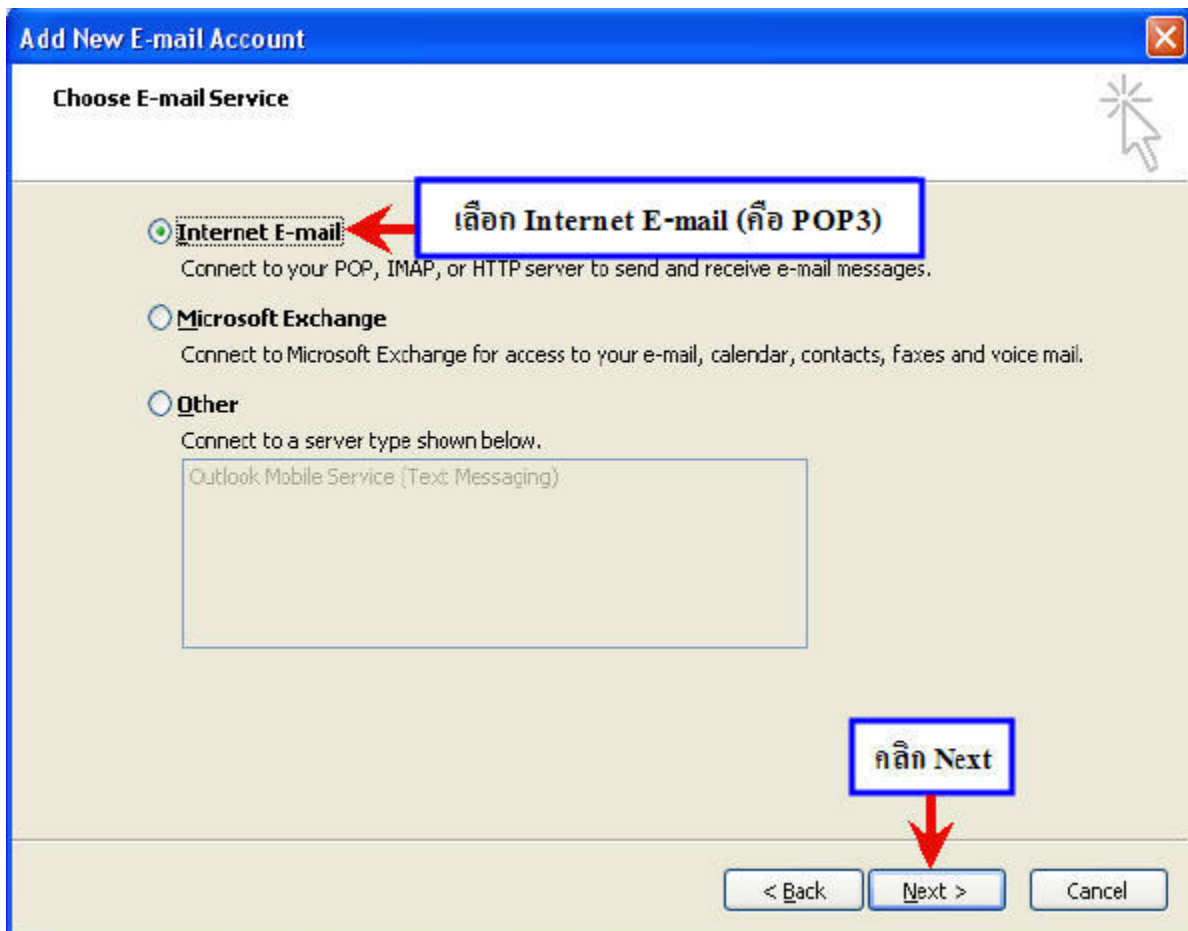 Add New E-mail Account
Choose E-mail Service
เลือก Internet E-mail (คือ POP3)
Internet E-mail
Connect to your POP, IMAP, or HTTP server to send and receive e-mail messages.
Microsoft Exchange
Connect to Microsoft Exchange for access to your e-mail, calendar, contacts, faxes and voice mail.
Other
Connect to a server type shown below.
Outlook Mobile Service (Text Messaging)
คลิก Next
< Back
Next >
Cancel